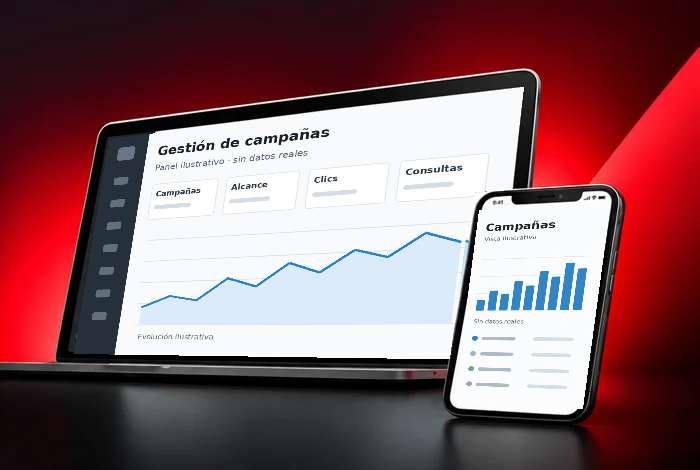 Gestión de campañas
Panel ilustrativo · sin datos reales
Campañas
Alcance
Clics
Consultas
Evolución ilustrativa
9:41
Campañas
Vista ilustrativa
Sin datos reales